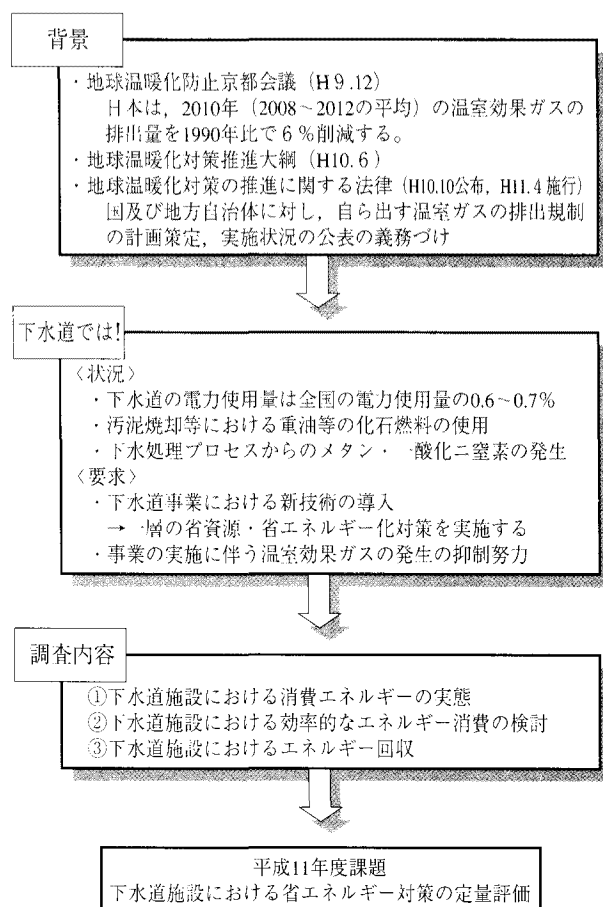 背景
・地球温暖化防止京都会議（H9.12）
日本は，2010年（2008～2012の平均）の温室効果ガスの
排出量を1990年比で6％削減する。
・地球温暖化対策推進大綱（H10.6）
・地球温暖化対策の推進に関する法律（H10.10公布，H11.4施行）
国及び地方自治体に対し，自ら出す温室ガスの排出規制
の計画策定，実施状況の公表の義務づけ
下水道では!
〈状況〉
・下水道の電力使用量は全国の電力使用量の0.6～0.7％
・汚泥焼却等における重油等の化石燃料の使用
・下水処理プロセスからのメタン・一酸化二窒素の発生
〈要求〉
・下水道事業における新技術の導入
→ 一層の省資源・省エネルギー化対策を実施する
・事業の実施に伴う温室効果ガスの発生の抑制努力
調査内容
①下水道施設における消費エネルギーの実態
②下水道施設における効率的なエネルギー消費の検討
③下水道施設におけるエネルギー回収
平成11年度課題
下水道施設における省エネルギー対策の定量評価